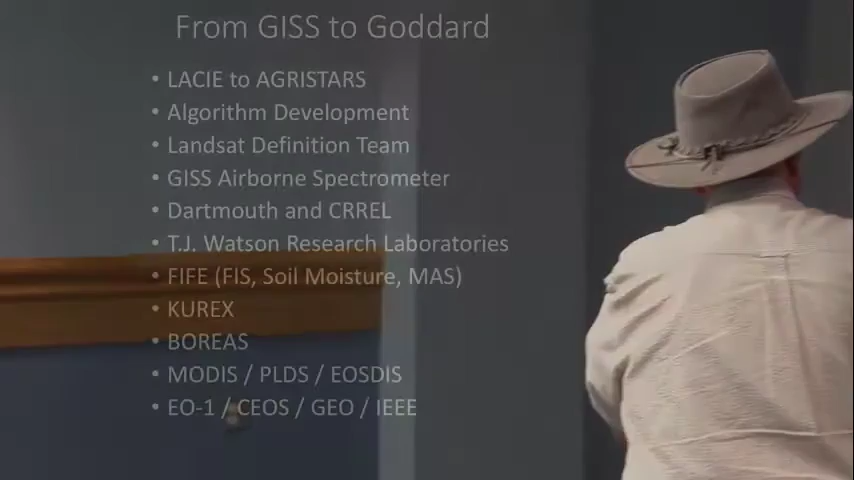 From GISS to Goddard
• LACIE to AGRISTARS
• Algorithm Development
• Landsat Definition Team
• GISS Airborne Spectrometer
• Dartmouth and CRREL
• T.J. Watson Research Laboratories
• FIFE (FIS, Soil Moisture, MAS)
• KUREX
• BOREAS
• MODIS / PLDS / EOSDIS
• EO-1 / CEOS / GEO / IEEE